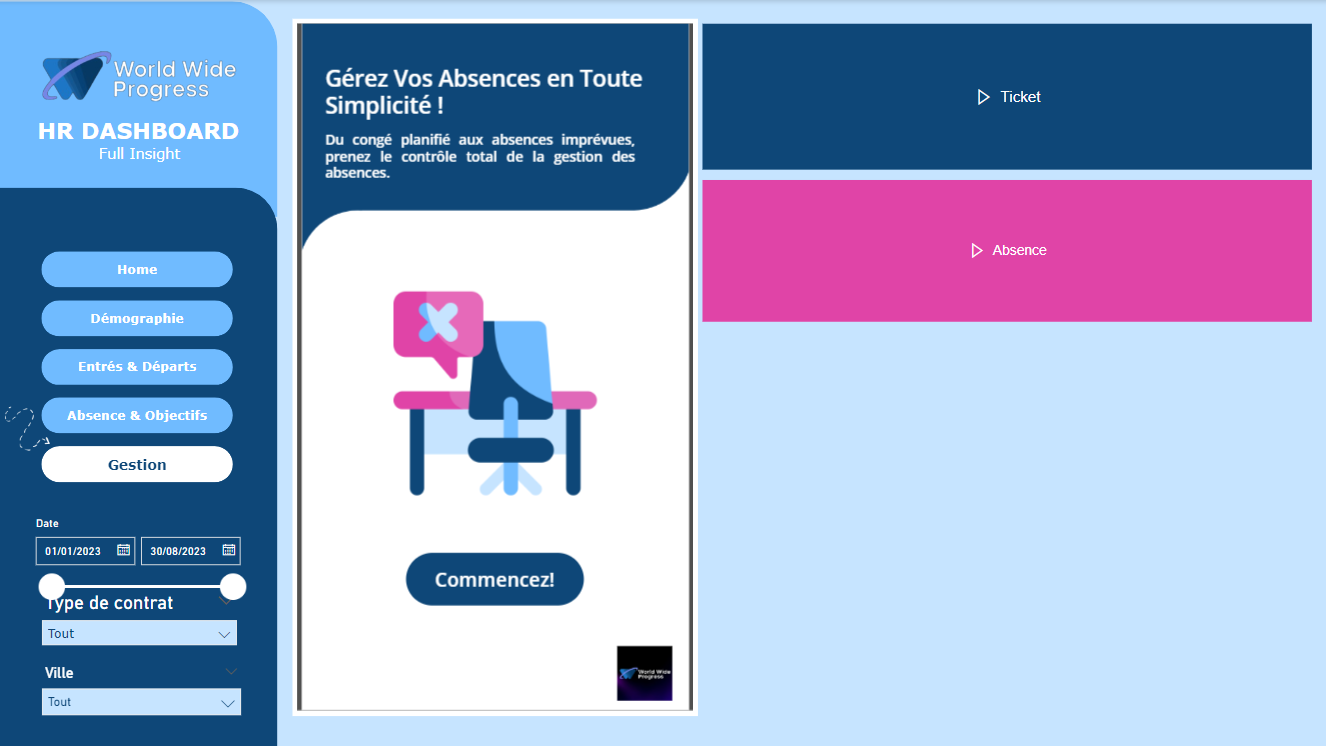 World Wide
Progress
HR DASHBOARD
Full Insight
Home
Démographie
Entrés & Départs
Absence & Objectifs
Gestion
Date
01/01/2023
30/08/2023
Type de contrat
Tout
Ville
Tout
Gérez Vos Absences en Toute
Simplicité !
Du congé planifié aux absences imprévues,
prenez le contrôle total de la gestion des
absences.
Commencez!
World Wide
Progress
Ticket
Absence